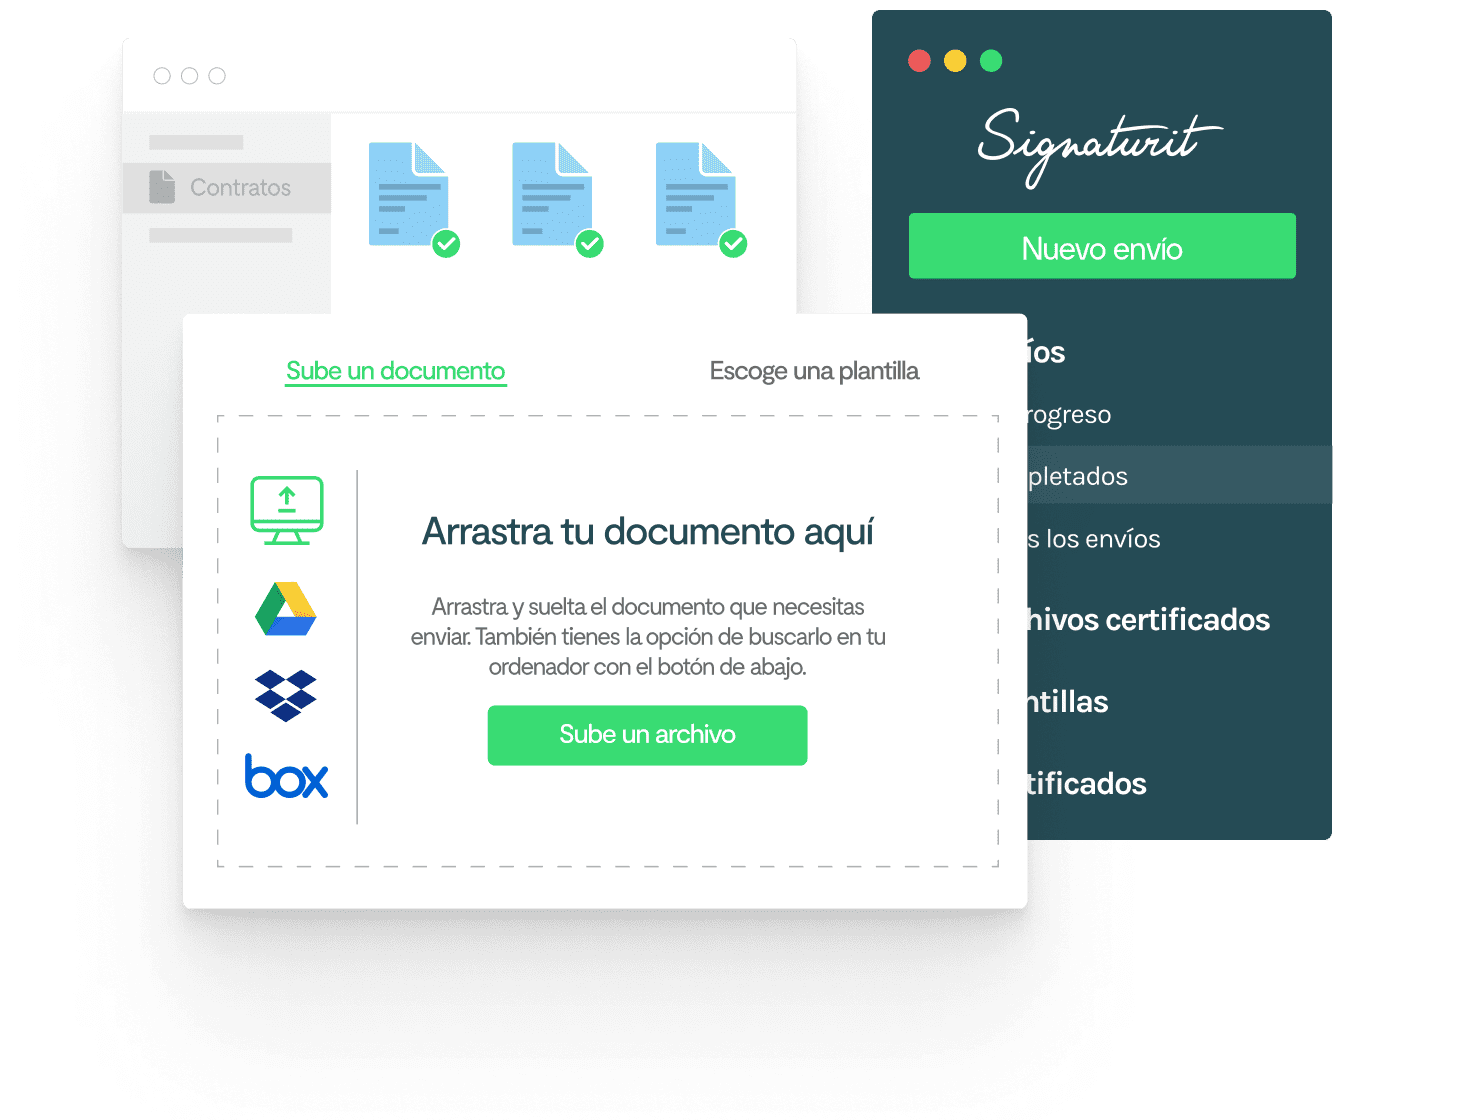 Contratos
Signaturit
Nuevo envío
Sube un documento
Escoge una plantilla
Arrastra tu documento aquí
Arrastra y suelta el documento que necesitas
enviar. También tienes la opción de buscarlo en tu
ordenador con el botón de abajo.
Sube un archivo
box
íos
rogreso
pletados
s los envíos
hivos certificados
ntillas
tificados